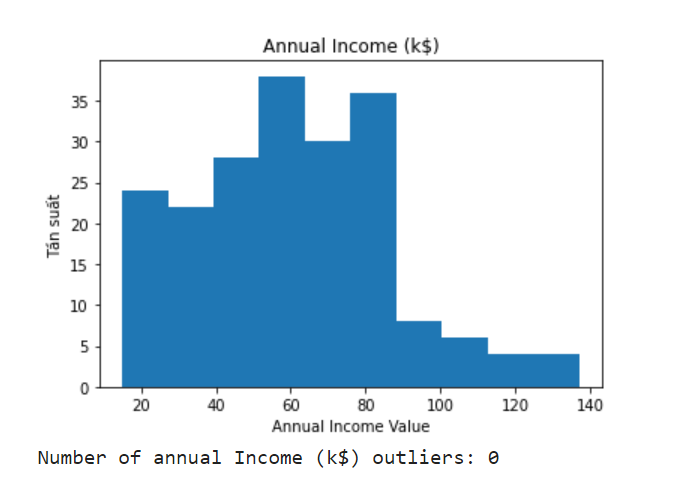 Annual Income (k$)
35
30
25
20
15
10
5
0
Tán suất
20 40 60 80 100 120 140
Annual Income Value
Number of annual Income (k$) outliers: 0